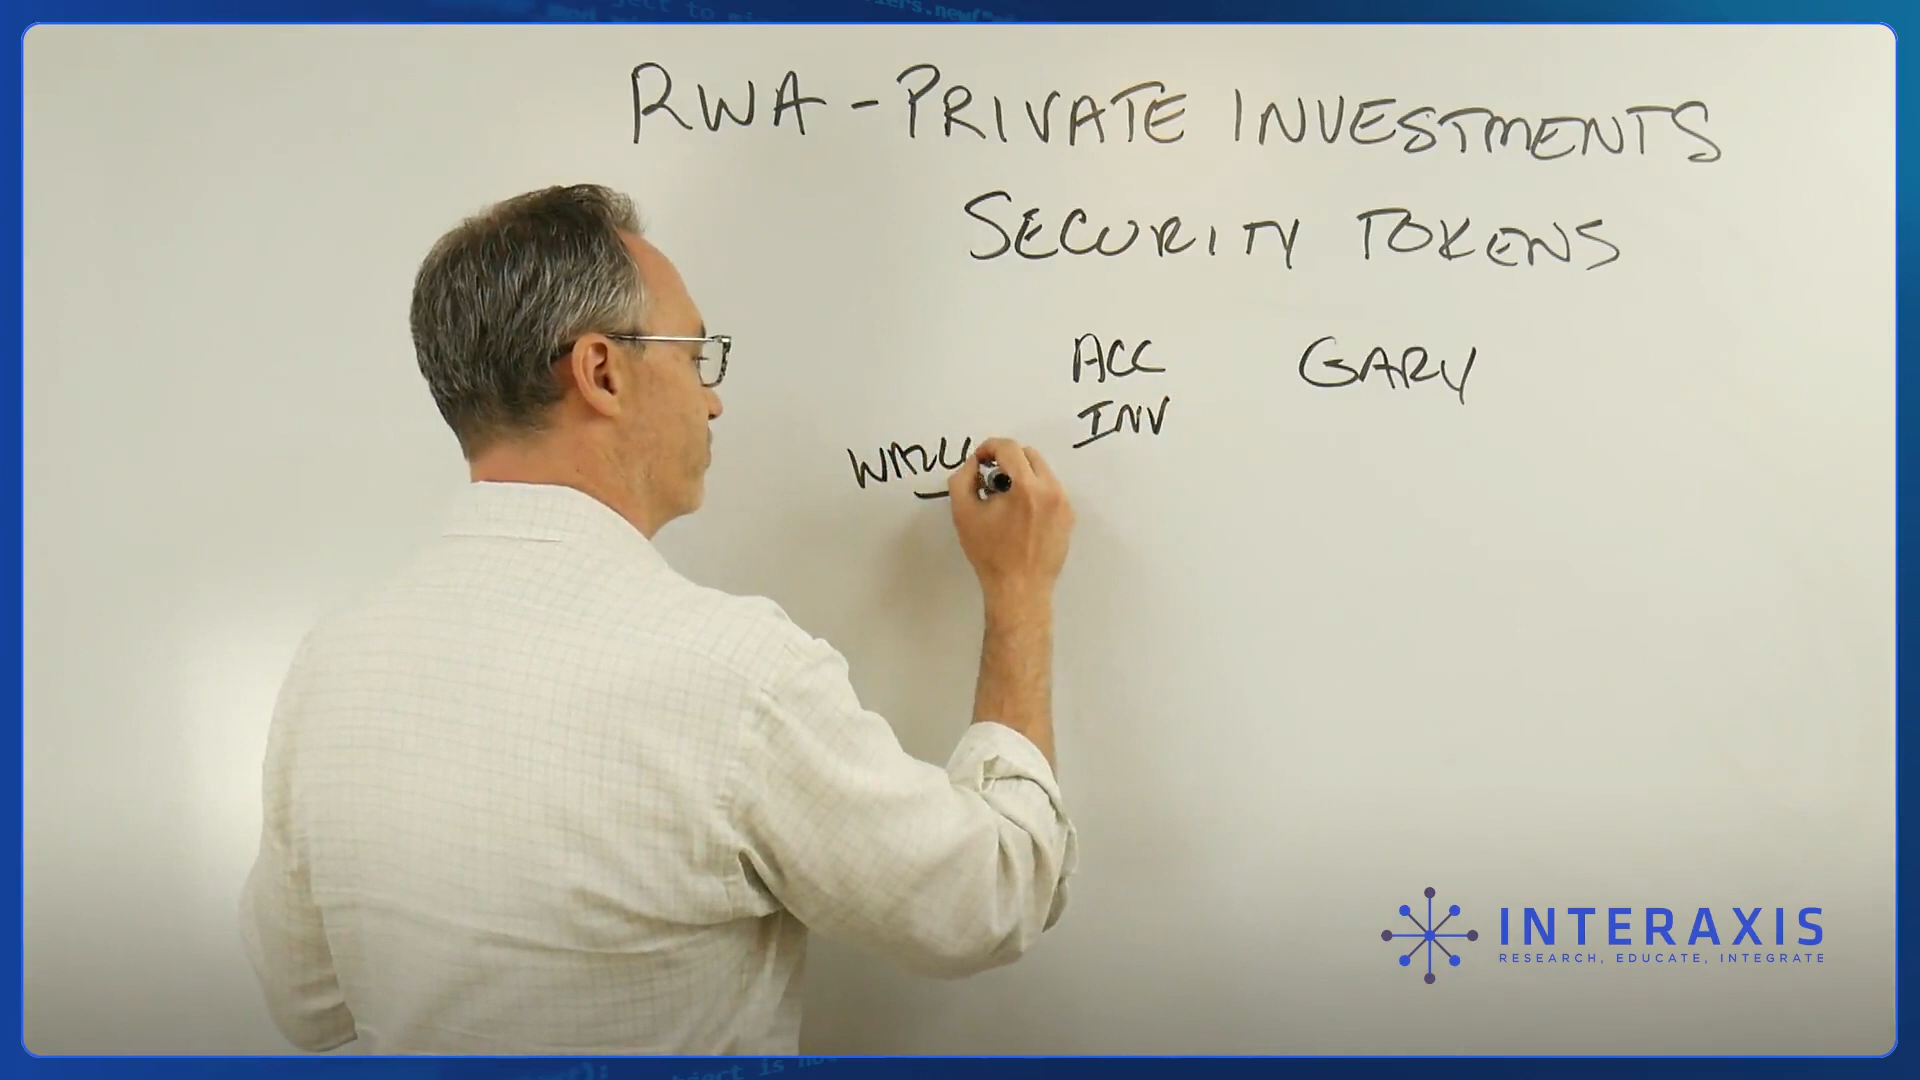 RWA - PRIVATE INVESTMENTS
SECURITY TOKENS
ACC GARY
INV
INTERAXIS
RESEARCH, EDUCATE, INTEGRATE